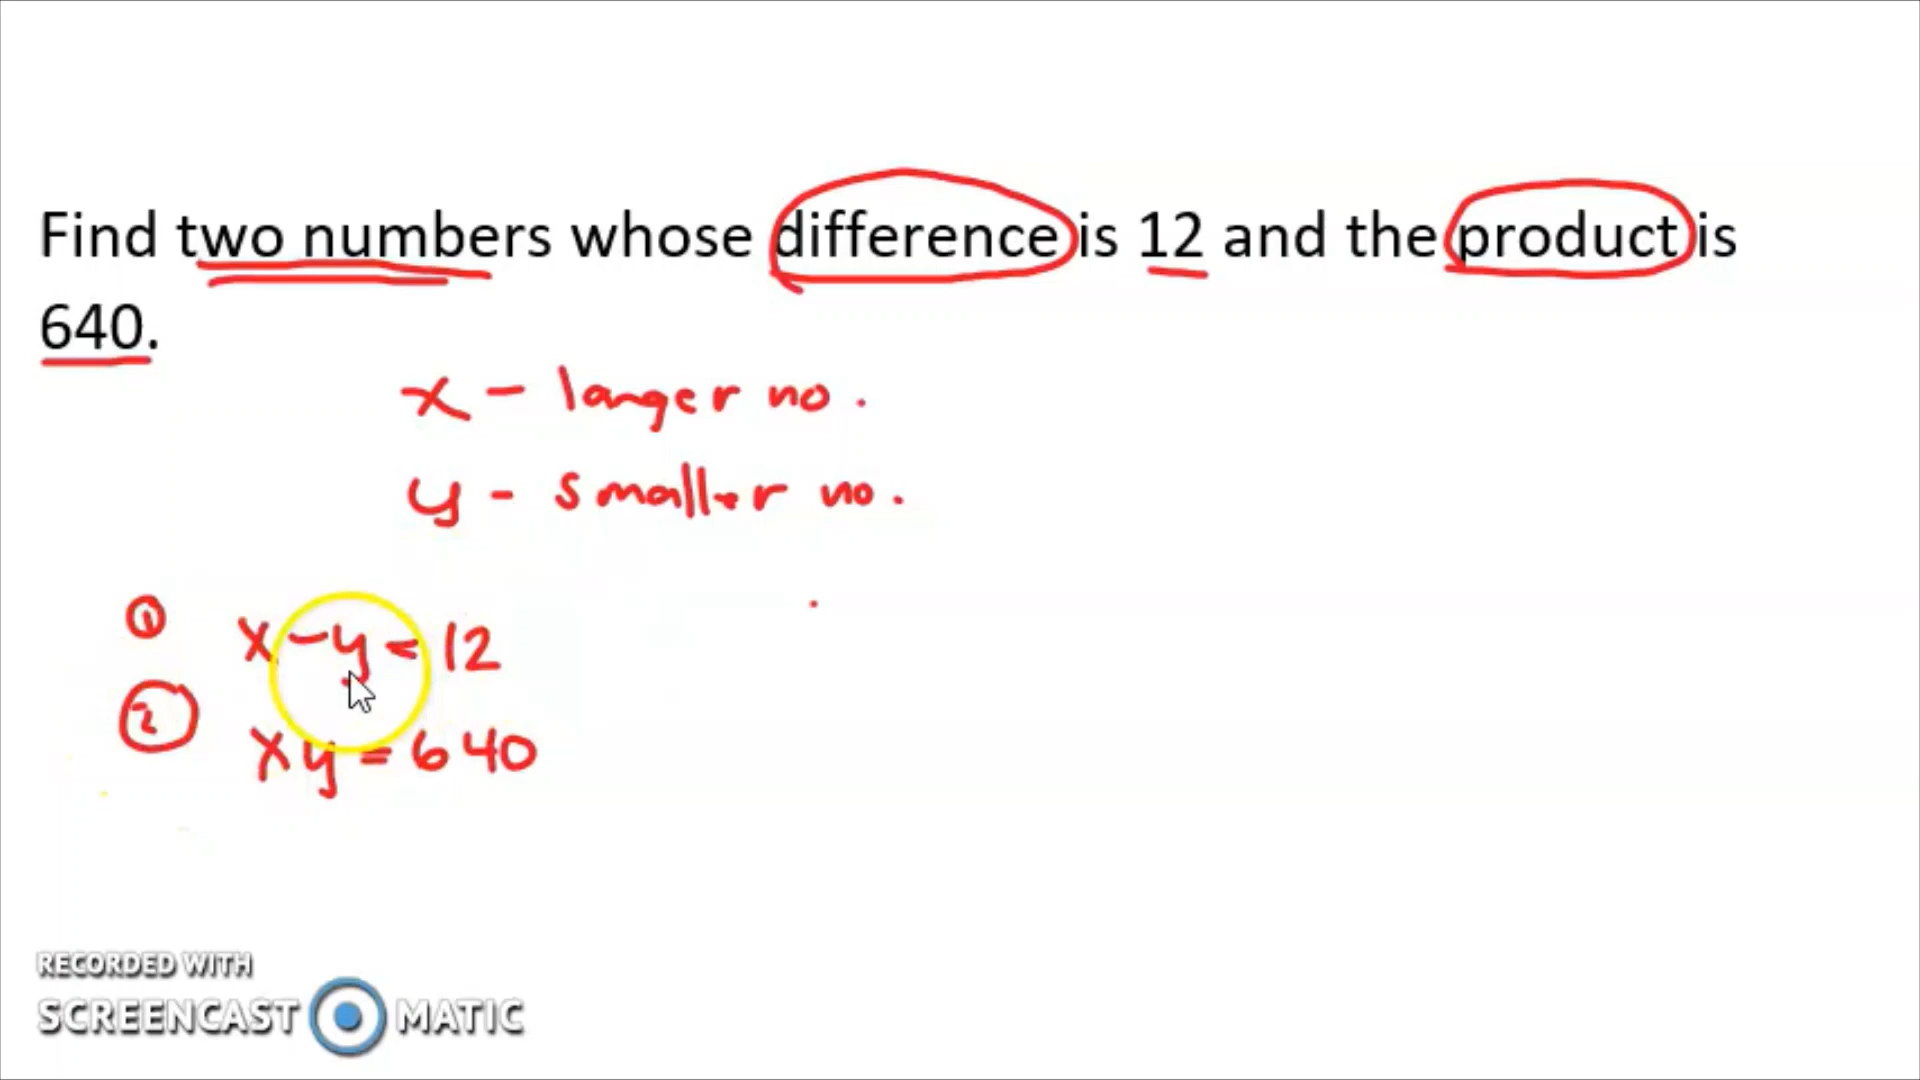 Find two numbers whose difference is 12 and the product is
640.
x - larger no.
y - smaller no.
① x - y = 12
② xy = 640
RECORDED WITH
SCREENCAST MATIC